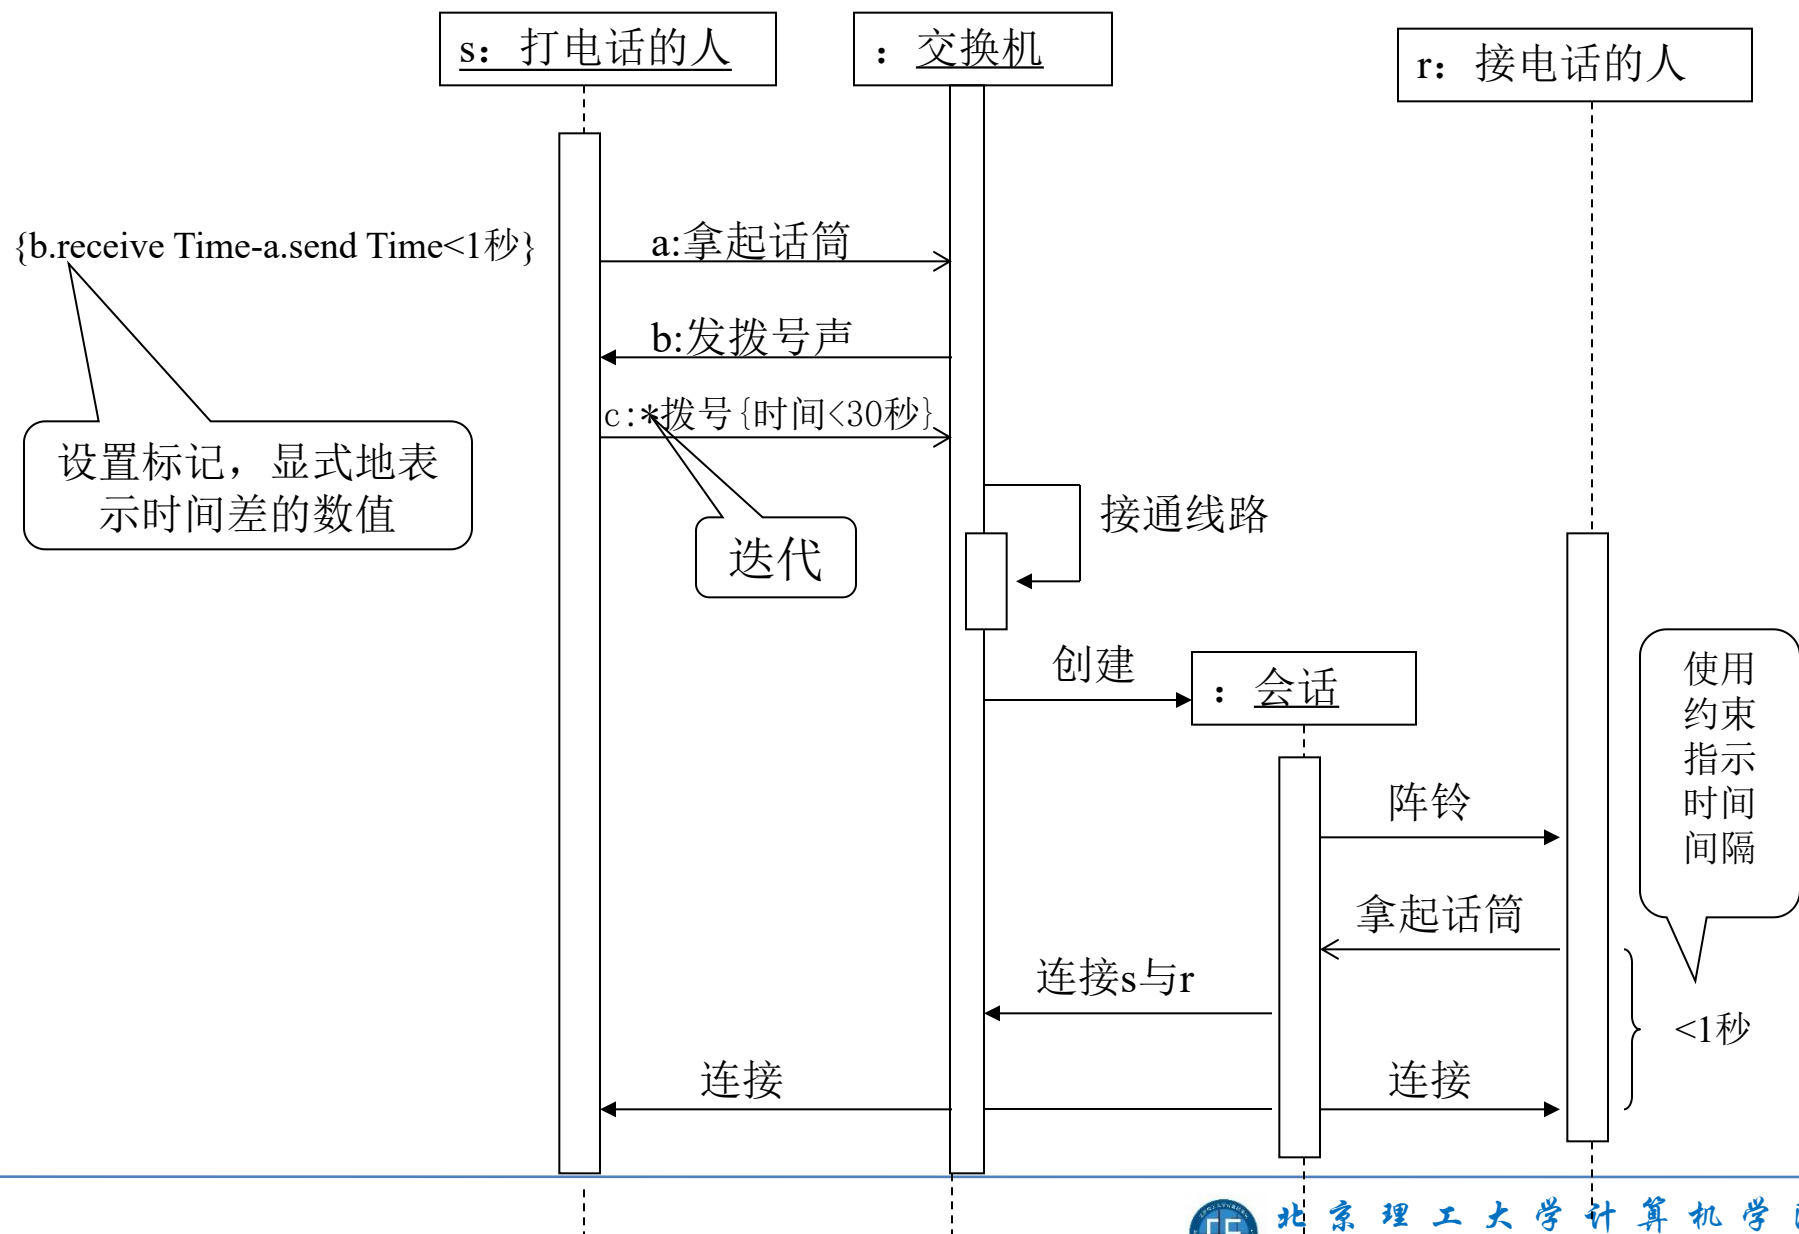 s：打电话的人
：交换机
r：接电话的人
{b.receive Time-a.send Time<1秒}
a:拿起话筒
b:发拨号声
c:*拨号{时间<30秒}
设置标记，显式地表
示时间差的数值
迭代
接通线路
创建
：会话
使用
约束
指示
时间
间隔
阵铃
拿起话筒
连接s与r
<1秒
连接
连接
北京理工大学计算机学